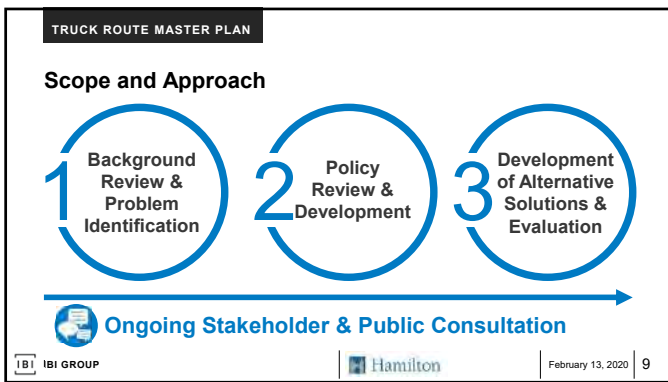 TRUCK ROUTE MASTER PLAN
Scope and Approach
1
Background
Review &
Problem
Identification
2
Policy
Review &
Development
3
Development
of Alternative
Solutions &
Evaluation
Ongoing Stakeholder & Public Consultation
IBI IBI GROUP
Hamilton
February 13, 2020 9